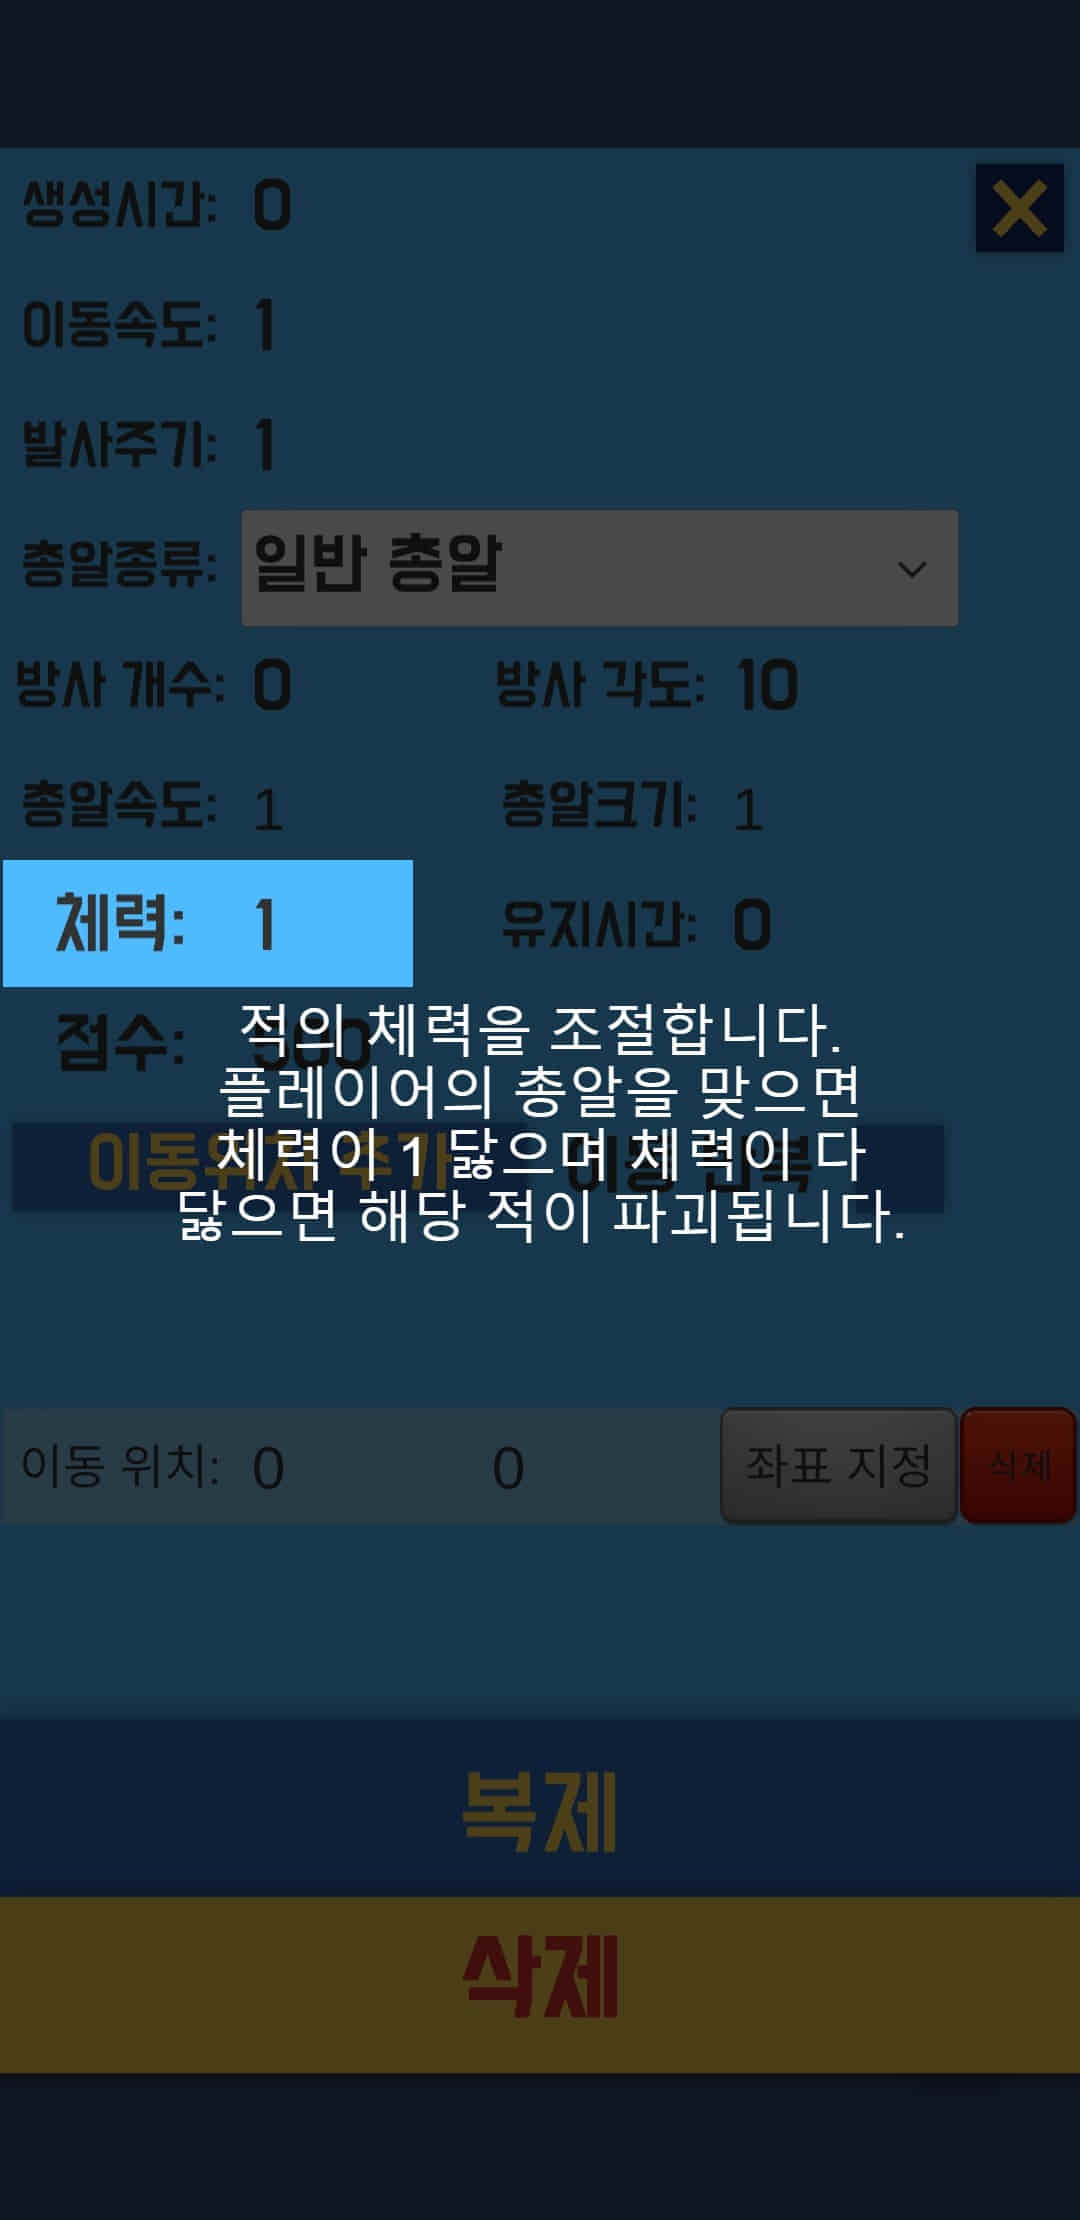 생성시간: 0
이동속도: 1
발사주기: 1
총알종류: 일반 총알
방사 개수: 0 방사 각도: 10
총알속도: 1 총알크기: 1
체력: 1 유지시간: 0
점수: 500
적의 체력을 조절합니다.
플레이어의 총알을 맞으면
체력이 1 닳으며 체력이 다
닳으면 해당 적이 파괴됩니다.
이동위치 추가 이동 반복
이동 위치: 0 0 좌표 지정 삭제
복제
삭제